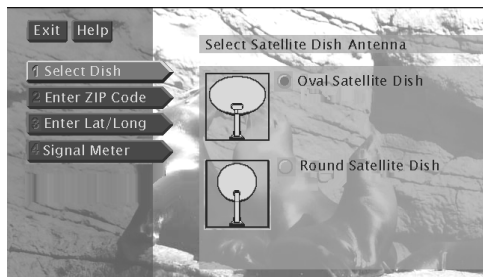 Exit Help
Select Satellite Dish Antenna
1 Select Dish
2 Enter ZIP Code
3 Enter Lat/Long
4 Signal Meter
Oval Satellite Dish
Round Satellite Dish